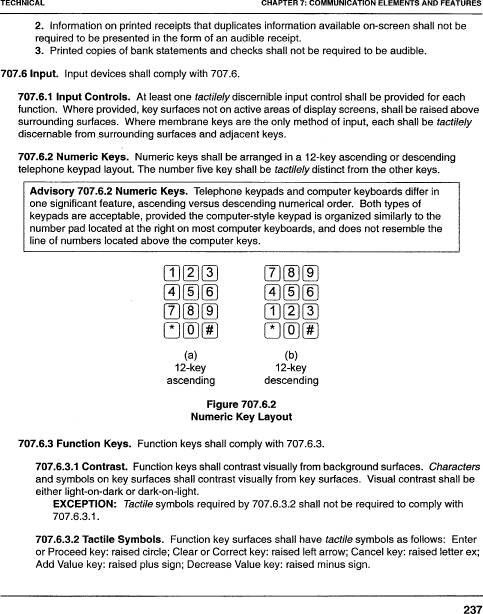 TECHNICAL CHAPTER 7: COMMUNICATION ELEMENTS AND FEATURES
2. Information on printed receipts that duplicates information available on-screen shall not be
required to be presented in the form of an audible receipt.
3. Printed copies of bank statements and checks shall not be required to be audible.
707.6 Input. Input devices shall comply with 707.6.
707.6.1 Input Controls. At least one tactilely discernible input control shall be provided for each
function. Where provided, key surfaces not on active areas of display screens, shall be raised above
surrounding surfaces. Where membrane keys are the only method of input, each shall be tactilely
discernable from surrounding surfaces and adjacent keys.
707.6.2 Numeric Keys. Numeric keys shall be arranged in a 12-key ascending or descending
telephone keypad layout. The number five key shall be tactilely distinct from the other keys.
Advisory 707.6.2 Numeric Keys. Telephone keypads and computer keyboards differ in
one significant feature, ascending versus descending numerical order. Both types of
keypads are acceptable, provided the computer-style keypad is organized similarly to the
number pad located at the right on most computer keyboards, and does not resemble the
line of numbers located above the computer keys.
1 2 3 7 8 9
4 5 6 4 5 6
7 8 9 1 2 3
* 0 # * 0 #
(a) (b)
12-key 12-key
ascending descending
Figure 707.6.2
Numeric Key Layout
707.6.3 Function Keys. Function keys shall comply with 707.6.3.
707.6.3.1 Contrast. Function keys shall contrast visually from background surfaces. Characters
and symbols on key surfaces shall contrast visually from key surfaces. Visual contrast shall be
either light-on-dark or dark-on-light.
EXCEPTION: Tactile symbols required by 707.6.3.2 shall not be required to comply with
707.6.3.1.
707.6.3.2 Tactile Symbols. Function key surfaces shall have tactile symbols as follows: Enter
or Proceed key: raised circle; Clear or Correct key: raised left arrow; Cancel key: raised letter ex;
Add Value key: raised plus sign; Decrease Value key: raised minus sign.
237